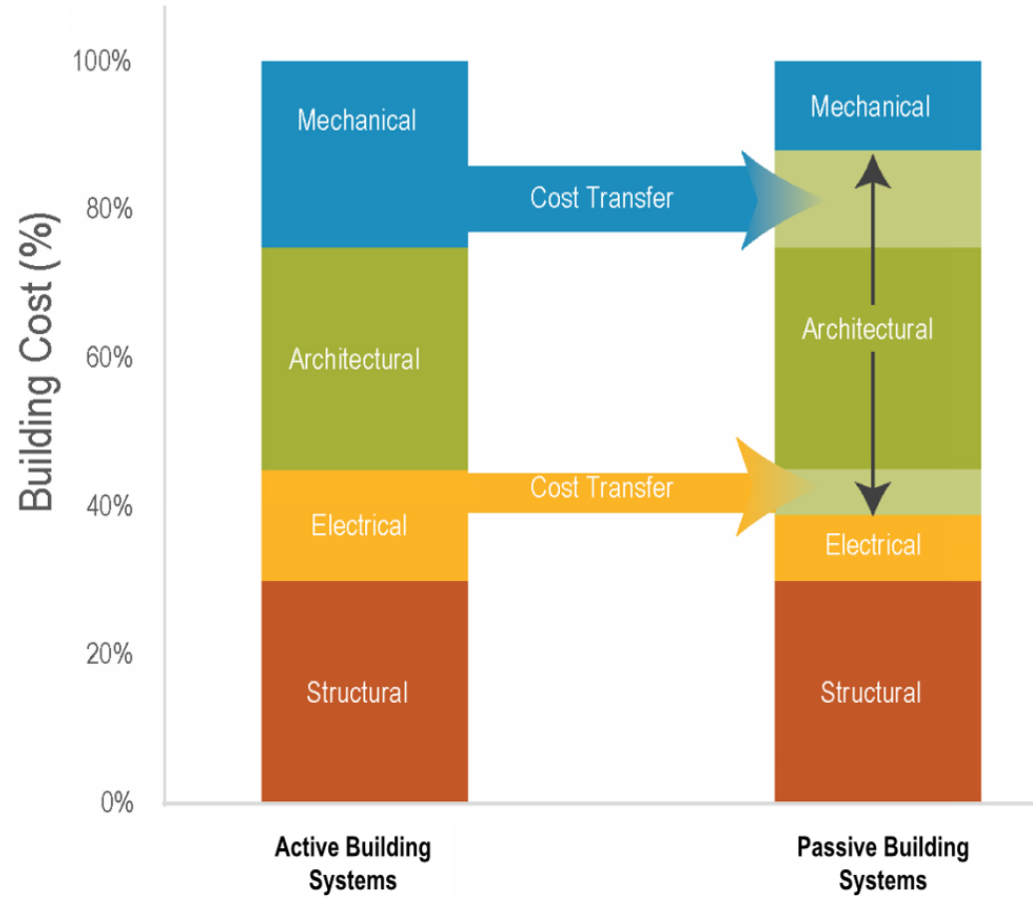 Building Cost (%)
100%
80%
60%
40%
20%
0%
Mechanical
Architectural
Electrical
Structural
Cost Transfer
Cost Transfer
Mechanical
Architectural
Electrical
Structural
Active Building
Systems
Passive Building
Systems